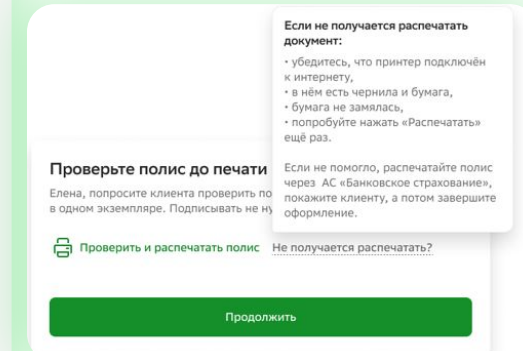 Если не получается распечатать
документ:
• убедитесь, что принтер подключён
к интернету,
• в нём есть чернила и бумага,
• бумага не замялась,
• попробуйте нажать «Распечатать»
ещё раз.
Если не помогло, распечатайте полис
через АС «Банковское страхование»,
покажите клиенту, а потом завершите
оформление.
Проверьте полис до печати
Елена, попросите клиента проверить по
в одном экземпляре. Подписывать не ну
Проверить и распечатать полис Не получается распечатать?
Продолжить